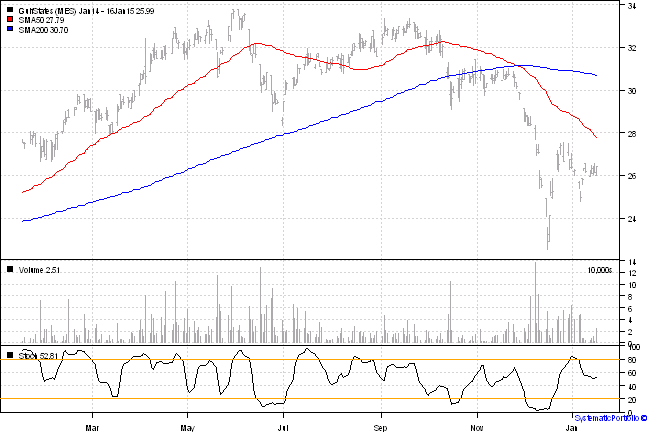 GulfStates (MES) Jan14 - 16Jan15 25.99
SMA50 27.79
SMA200 30.70
34
32
30
28
26
24
Volume 2.51
10,000s
14
12
10
8
6
4
2
0
Stoch 52.81
100
80
60
40
20
0
Mar May Jul Sep Nov Jan
SystematicPortfolio ©